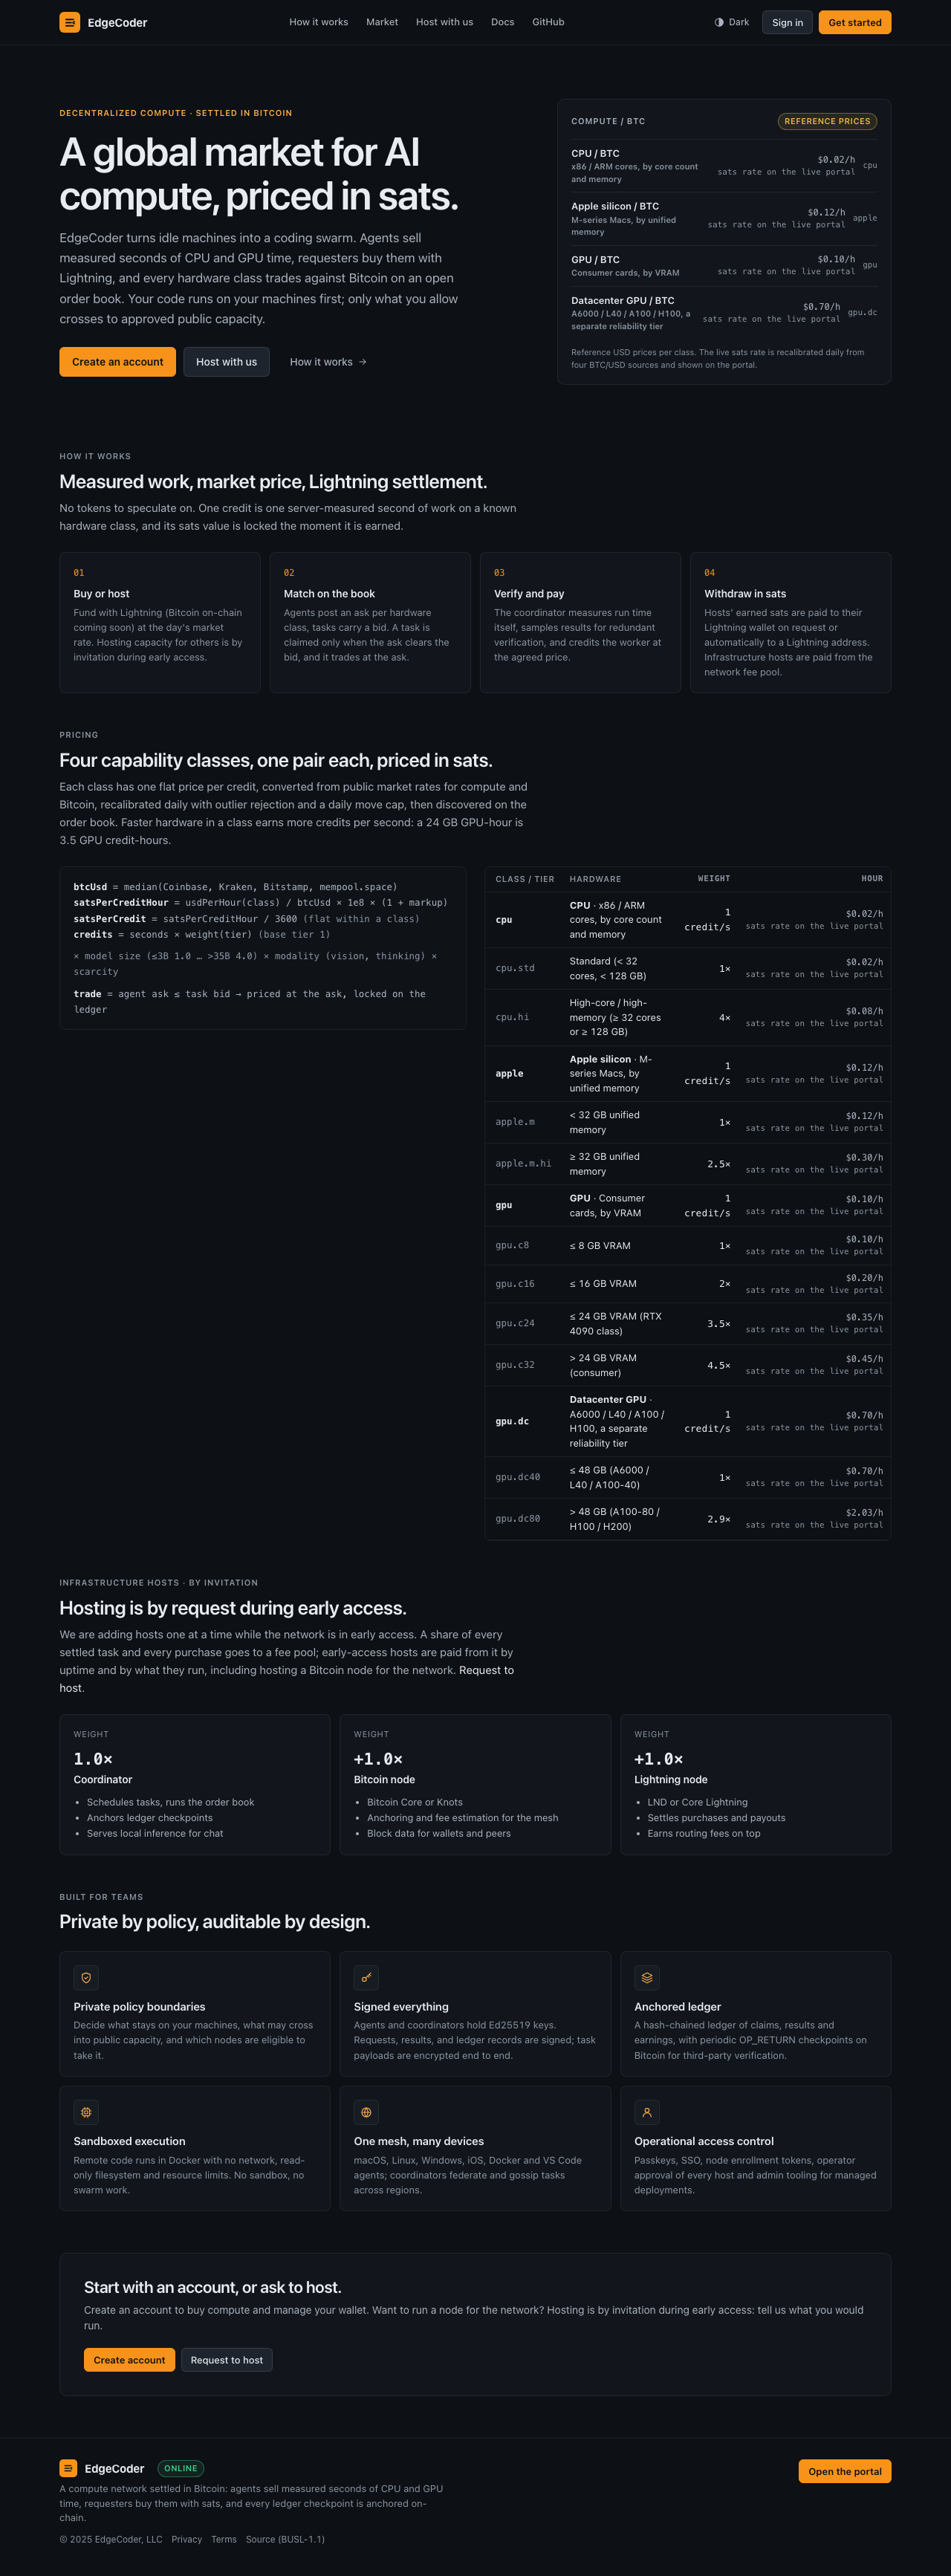 EdgeCoder
How it works
Market
Host with us
Docs
GitHub
Dark
Sign in
Get started
DECENTRALIZED COMPUTE · SETTLED IN BITCOIN
A global market for AI
compute, priced in sats.
EdgeCoder turns idle machines into a coding swarm. Agents sell
measured seconds of CPU and GPU time, requesters buy them with
Lightning, and every hardware class trades against Bitcoin on an open
order book. Your code runs on your machines first; only what you allow
crosses to approved public capacity.
Create an account
Host with us
How it works →
COMPUTE / BTC
REFERENCE PRICES
CPU / BTC
x86 / ARM cores, by core count
and memory
$0.02/h
sats rate on the live portal
cpu
Apple silicon / BTC
M-series Macs, by unified
memory
$0.12/h
sats rate on the live portal
apple
GPU / BTC
Consumer cards, by VRAM
$0.10/h
sats rate on the live portal
gpu
Datacenter GPU / BTC
A6000 / L40 / A100 / H100, a
separate reliability tier
$0.70/h
sats rate on the live portal
gpu.dc
Reference USD prices per class. The live sats rate is recalibrated daily from
four BTC/USD sources and shown on the portal.
HOW IT WORKS
Measured work, market price, Lightning settlement.
No tokens to speculate on. One credit is one server-measured second of work on a known
hardware class, and its sats value is locked the moment it is earned.
01
Buy or host
Fund with Lightning (Bitcoin on-chain
coming soon) at the day's market
rate. Hosting capacity for others is by
invitation during early access.
02
Match on the book
Agents post an ask per hardware
class, tasks carry a bid. A task is
claimed only when the ask clears the
bid, and it trades at the ask.
03
Verify and pay
The coordinator measures run time
itself, samples results for redundant
verification, and credits the worker at
the agreed price.
04
Withdraw in sats
Hosts' earned sats are paid to their
Lightning wallet on request or
automatically to a Lightning address.
Infrastructure hosts are paid from the
network fee pool.
PRICING
Four capability classes, one pair each, priced in sats.
Each class has one flat price per credit, converted from public market rates for compute and
Bitcoin, recalibrated daily with outlier rejection and a daily move cap, then discovered on the
order book. Faster hardware in a class earns more credits per second: a 24 GB GPU-hour is
3.5 GPU credit-hours.
btcUsd = median(Coinbase, Kraken, Bitstamp, mempool.space)
satsPerCreditHour = usdPerHour(class) / btcUsd × 1e8 × (1 + markup)
satsPerCredit = satsPerCreditHour / 3600 (flat within a class)
credits = seconds × weight(tier) (base tier 1)
× model size (≤3B 1.0 … >35B 4.0) × modality (vision, thinking) ×
scarcity
trade = agent ask ≤ task bid → priced at the ask, locked on the
ledger
CLASS / TIER
HARDWARE
WEIGHT
HOUR
cpu
CPU · x86 / ARM
cores, by core count
and memory
1
credit/s
$0.02/h
sats rate on the live portal
cpu.std
Standard (< 32
cores, < 128 GB)
1×
$0.02/h
sats rate on the live portal
cpu.hi
High-core / high-
memory (≥ 32 cores
or ≥ 128 GB)
4×
$0.08/h
sats rate on the live portal
apple
Apple silicon · M-
series Macs, by
unified memory
1
credit/s
$0.12/h
sats rate on the live portal
apple.m
< 32 GB unified
memory
1×
$0.12/h
sats rate on the live portal
apple.m.hi
≥ 32 GB unified
memory
2.5×
$0.30/h
sats rate on the live portal
gpu
GPU · Consumer
cards, by VRAM
1
credit/s
$0.10/h
sats rate on the live portal
gpu.c8
≤ 8 GB VRAM
1×
$0.10/h
sats rate on the live portal
gpu.c16
≤ 16 GB VRAM
2×
$0.20/h
sats rate on the live portal
gpu.c24
≤ 24 GB VRAM (RTX
4090 class)
3.5×
$0.35/h
sats rate on the live portal
gpu.c32
> 24 GB VRAM
(consumer)
4.5×
$0.45/h
sats rate on the live portal
gpu.dc
Datacenter GPU ·
A6000 / L40 / A100 /
H100, a separate
reliability tier
1
credit/s
$0.70/h
sats rate on the live portal
gpu.dc40
≤ 48 GB (A6000 /
L40 / A100-40)
1×
$0.70/h
sats rate on the live portal
gpu.dc80
> 48 GB (A100-80 /
H100 / H200)
2.9×
$2.03/h
sats rate on the live portal
INFRASTRUCTURE HOSTS · BY INVITATION
Hosting is by request during early access.
We are adding hosts one at a time while the network is in early access. A share of every
settled task and every purchase goes to a fee pool; early-access hosts are paid from it by
uptime and by what they run, including hosting a Bitcoin node for the network. Request to
host.
WEIGHT
1.0×
Coordinator
• Schedules tasks, runs the order book
• Anchors ledger checkpoints
• Serves local inference for chat
WEIGHT
+1.0×
Bitcoin node
• Bitcoin Core or Knots
• Anchoring and fee estimation for the mesh
• Block data for wallets and peers
WEIGHT
+1.0×
Lightning node
• LND or Core Lightning
• Settles purchases and payouts
• Earns routing fees on top
BUILT FOR TEAMS
Private by policy, auditable by design.
Private policy boundaries
Decide what stays on your machines, what may cross
into public capacity, and which nodes are eligible to
take it.
Signed everything
Agents and coordinators hold Ed25519 keys.
Requests, results, and ledger records are signed; task
payloads are encrypted end to end.
Anchored ledger
A hash-chained ledger of claims, results and
earnings, with periodic OP_RETURN checkpoints on
Bitcoin for third-party verification.
Sandboxed execution
Remote code runs in Docker with no network, read-
only filesystem and resource limits. No sandbox, no
swarm work.
One mesh, many devices
macOS, Linux, Windows, iOS, Docker and VS Code
agents; coordinators federate and gossip tasks
across regions.
Operational access control
Passkeys, SSO, node enrollment tokens, operator
approval of every host and admin tooling for managed
deployments.
Start with an account, or ask to host.
Create an account to buy compute and manage your wallet. Want to run a node for the network? Hosting is by invitation during early access: tell us what you would
run.
Create account
Request to host
EdgeCoder
ONLINE
A compute network settled in Bitcoin: agents sell measured seconds of CPU and GPU
time, requesters buy them with sats, and every ledger checkpoint is anchored on-
chain.
© 2025 EdgeCoder, LLC
Privacy
Terms
Source (BUSL-1.1)
Open the portal